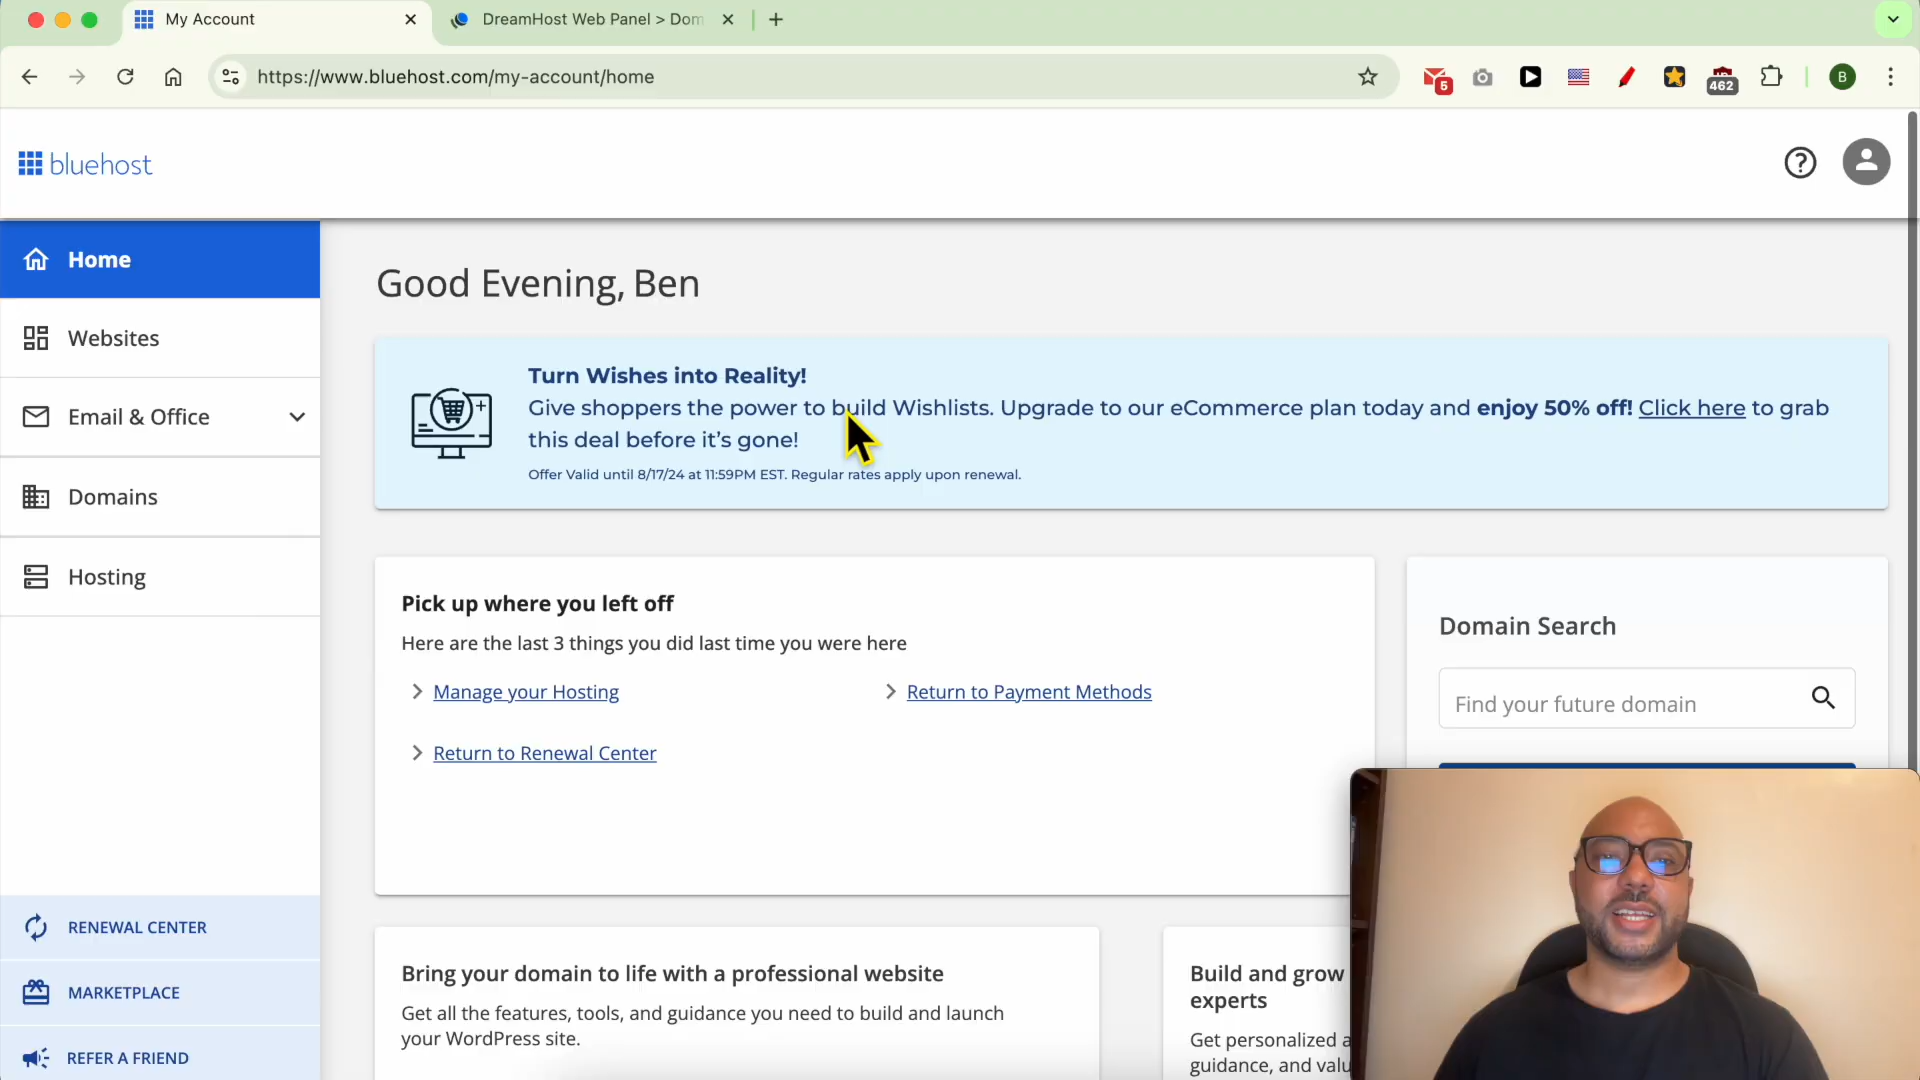 My Account
DreamHost Web Panel > Dom
https://www.bluehost.com/my-account/home
5
462
B
bluehost
Home
Websites
Email & Office
Domains
Hosting
RENEWAL CENTER
MARKETPLACE
REFER A FRIEND
Good Evening, Ben
Turn Wishes into Reality!
Give shoppers the power to build Wishlists. Upgrade to our eCommerce plan today and enjoy 50% off! Click here to grab
this deal before it's gone!
Offer Valid until 8/17/24 at 11:59PM EST. Regular rates apply upon renewal.
Pick up where you left off
Here are the last 3 things you did last time you were here
Manage your Hosting
Return to Payment Methods
Return to Renewal Center
Domain Search
Find your future domain
Bring your domain to life with a professional website
Get all the features, tools, and guidance you need to build and launch
your WordPress site.
Build and grow
experts
Get personalized a
guidance, and valu